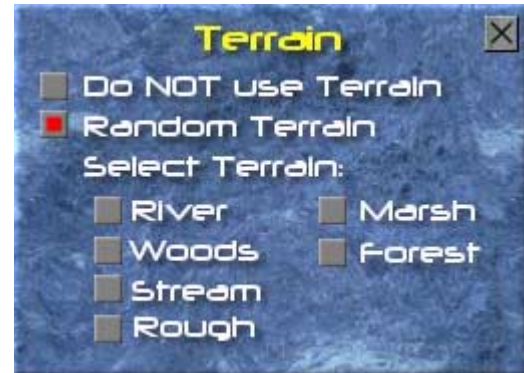 Terrain
Do NOT use Terrain
Random Terrain
Select Terrain:
River
Marsh
Woods
Forest
Stream
Rough